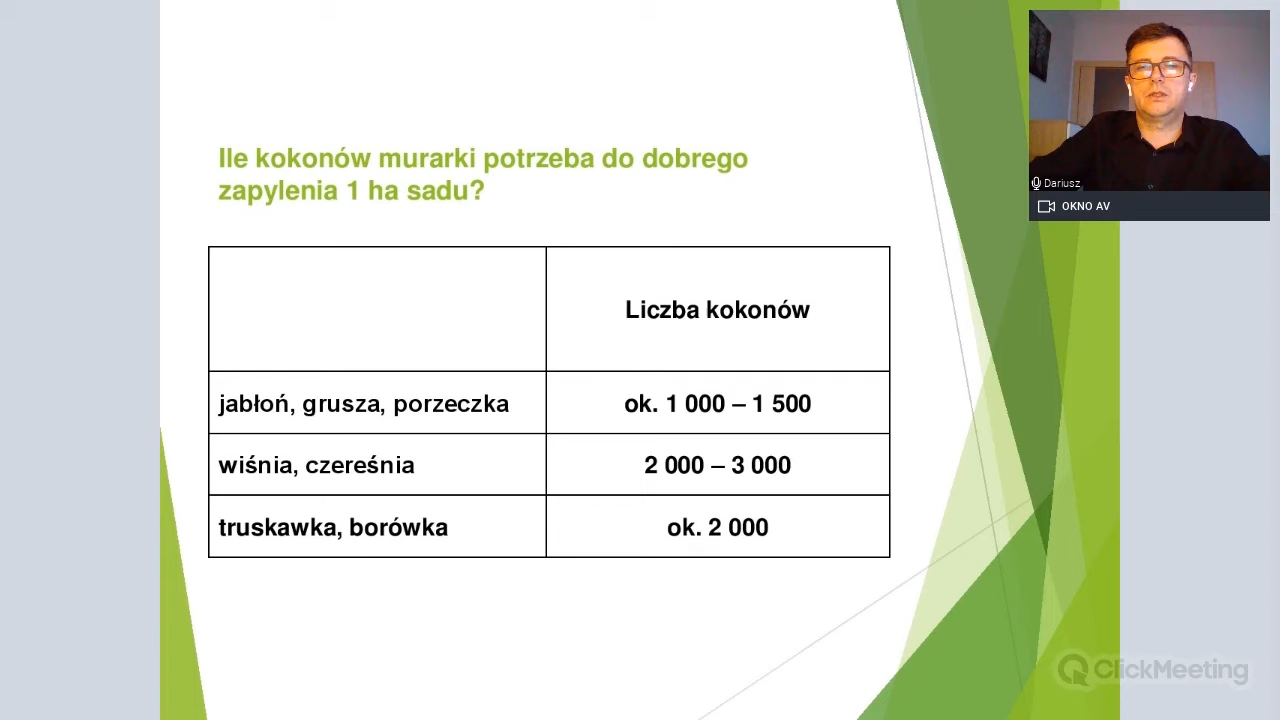 Ile kokonów murarki potrzeba do dobrego
zapylenia 1 ha sadu?
Liczba kokonów
jabłoń, grusza, porzeczka
ok. 1 000 – 1 500
wiśnia, czereśnia
2 000 – 3 000
truskawka, borówka
ok. 2 000
Dariusz
OKNO AV
ClickMeeting